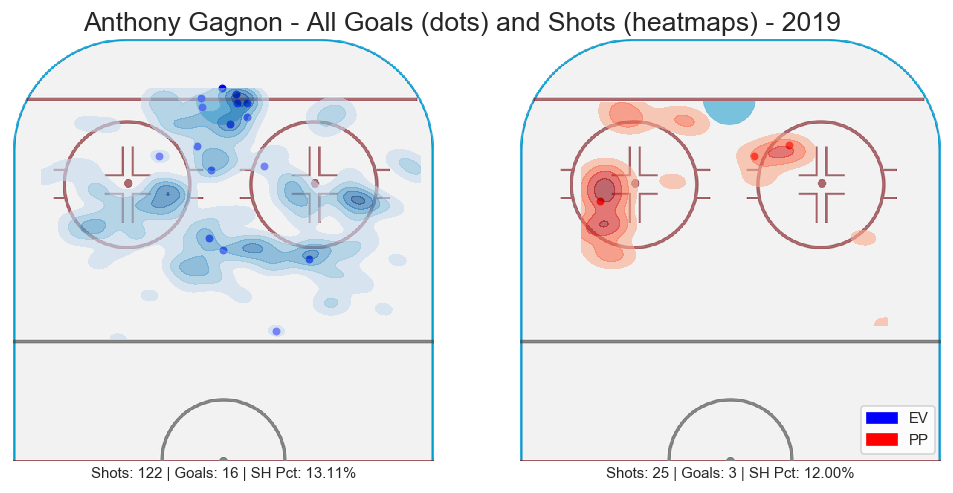 Anthony Gagnon - All Goals (dots) and Shots (heatmaps) - 2019
EV
PP
Shots: 122 | Goals: 16 | SH Pct: 13.11%
Shots: 25 | Goals: 3 | SH Pct: 12.00%